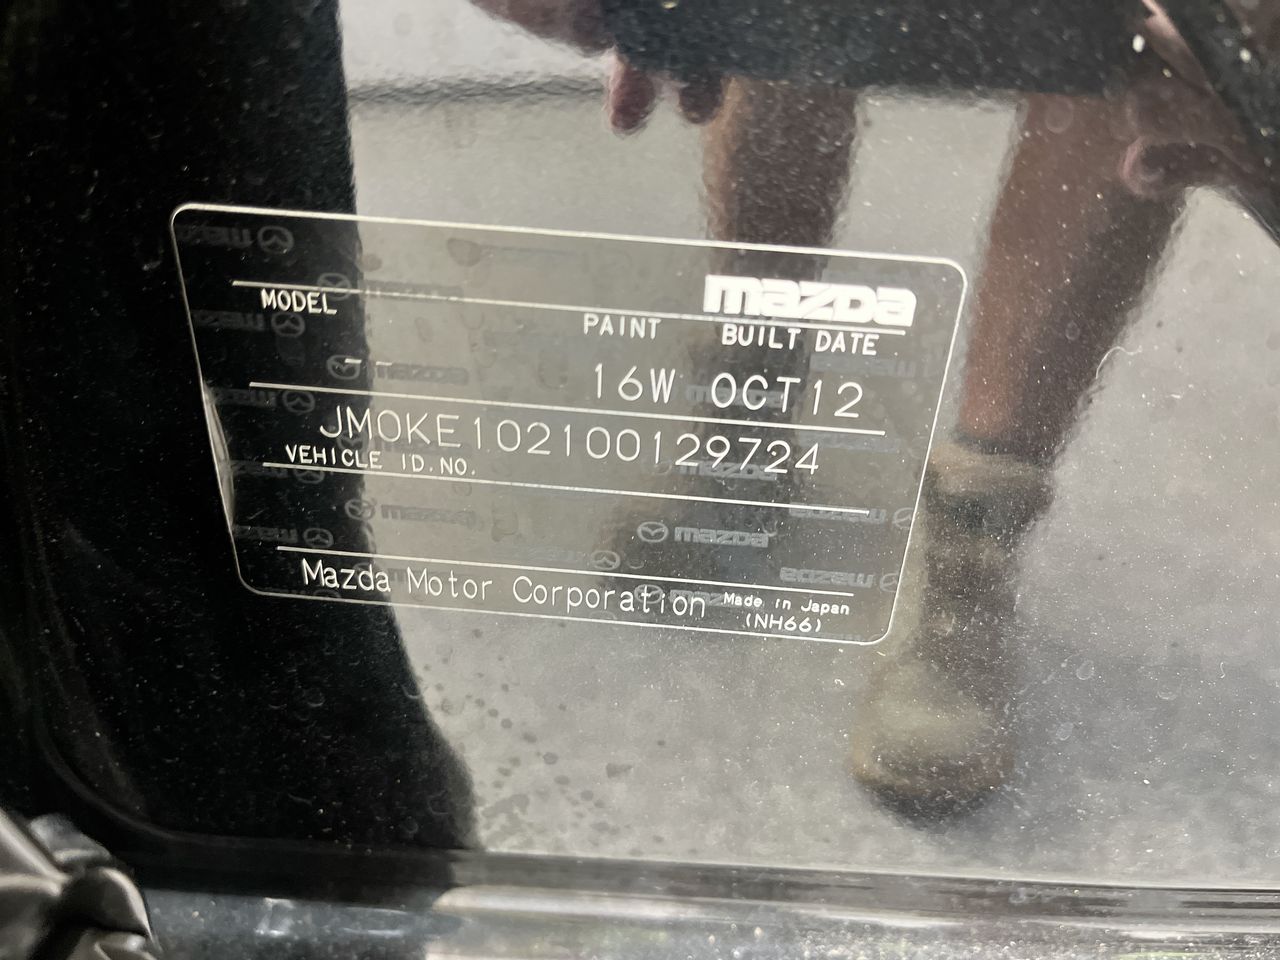 mazda
MODEL PAINT BUILT DATE
16W OCT12
JM0KE102100129724
VEHICLE ID.NO.
Mazda Motor Corporation Made in Japan
(NH66)